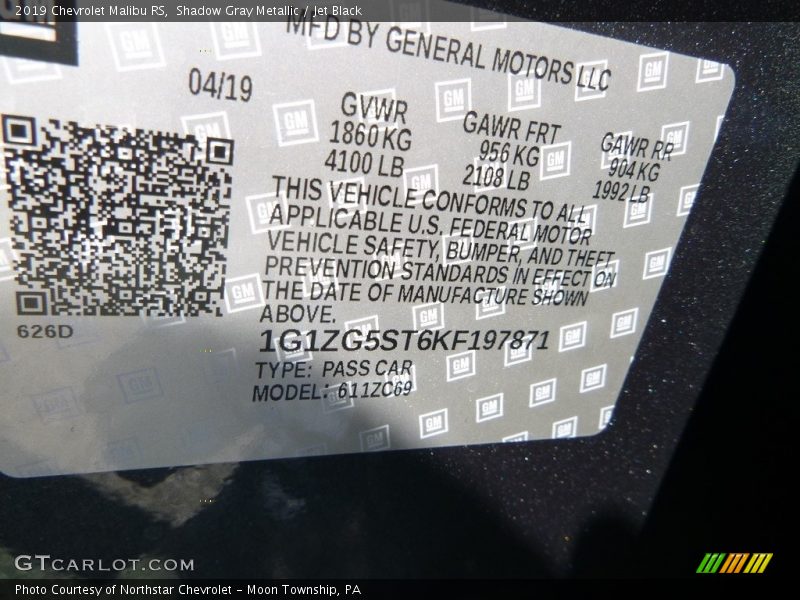 2019 Chevrolet Malibu RS, Shadow Gray Metallic / Jet Black
MFD BY GENERAL MOTORS LLC
04/19
GVWR
1860 KG
4100 LB
GAWR FRT
956 KG
2108 LB
GAWR RR
904 KG
1992 LB
THIS VEHICLE CONFORMS TO ALL
APPLICABLE U.S. FEDERAL MOTOR
VEHICLE SAFETY, BUMPER, AND THEFT
PREVENTION STANDARDS IN EFFECT ON
THE DATE OF MANUFACTURE SHOWN
ABOVE.
626D
1G1ZG5ST6KF197871
TYPE: PASS CAR
MODEL: 611ZC69
GM
GTCARLOT.COM
Photo Courtesy of Northstar Chevrolet – Moon Township, PA